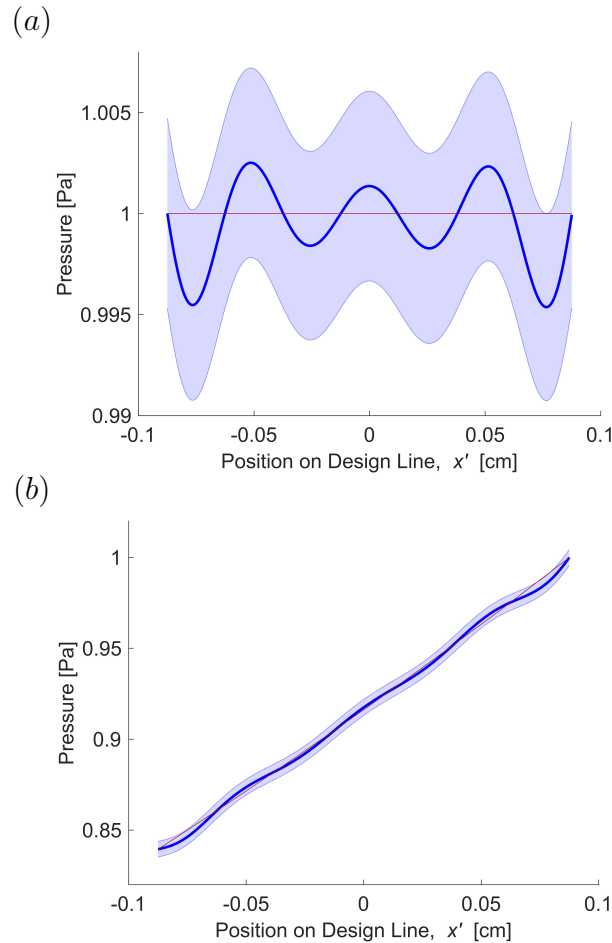 (a)
Pressure [Pa]
1.005
1
0.995
0.99
-0.1 -0.05 0 0.05 0.1
Position on Design Line, x′ [cm]
(b)
Pressure [Pa]
1
0.95
0.9
0.85
-0.1 -0.05 0 0.05 0.1
Position on Design Line, x′ [cm]